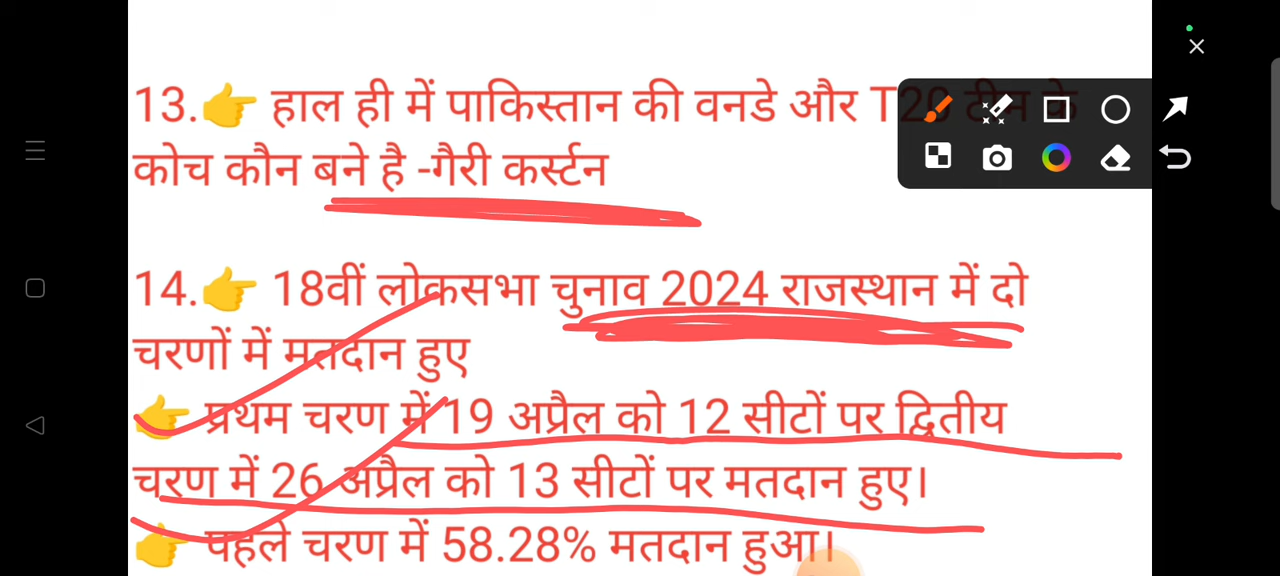 13.👉 हाल ही में पाकिस्तान की वनडे और T20 टीम के
कोच कौन बने है -गैरी कर्स्टन
14.👉 18वीं लोकसभा चुनाव 2024 राजस्थान में दो
चरणों में मतदान हुए
👉 प्रथम चरण में 19 अप्रैल को 12 सीटों पर द्वितीय
चरण में 26 अप्रैल को 13 सीटों पर मतदान हुए।
👉 पहले चरण में 58.28% मतदान हुआ।